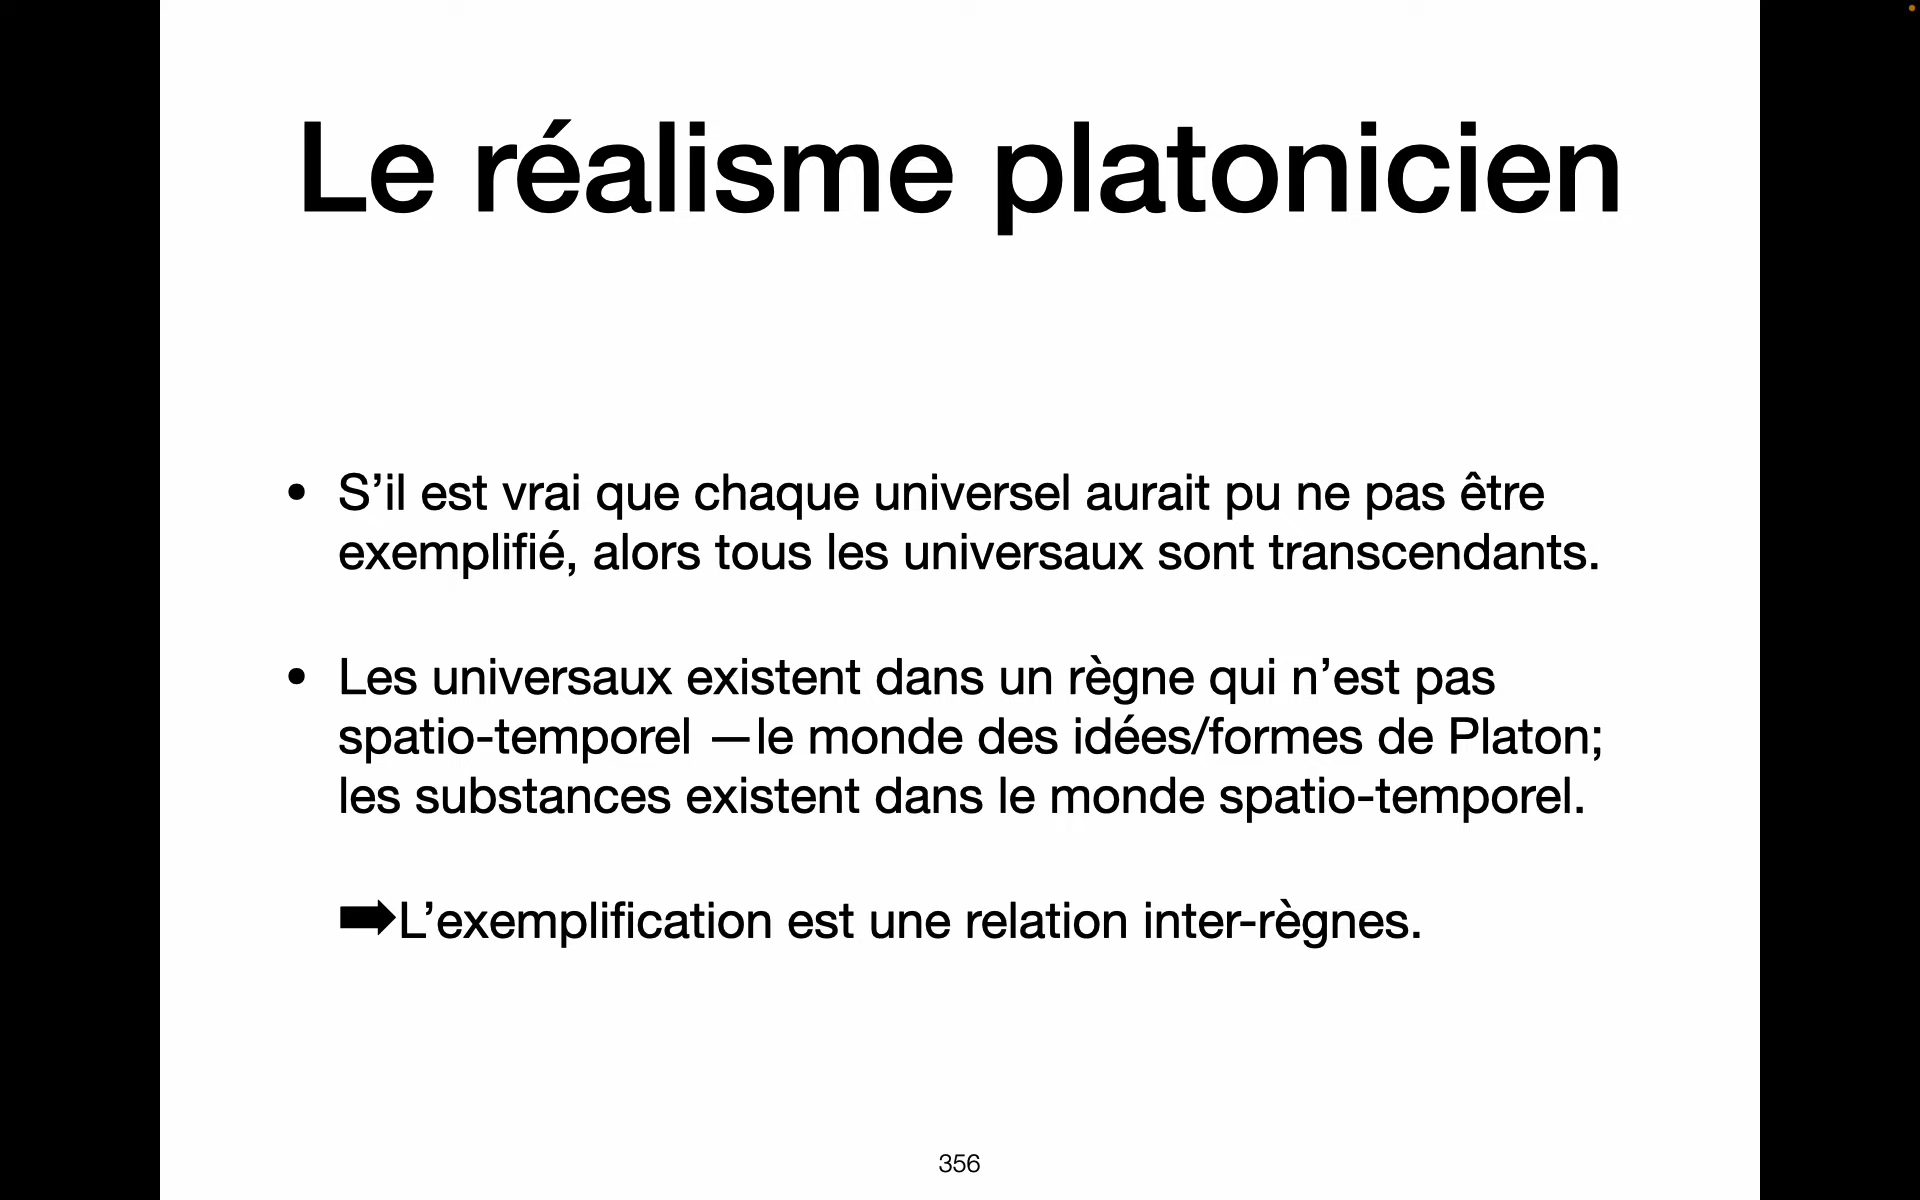 Le réalisme platonicien
• S’il est vrai que chaque universel aurait pu ne pas être
exemplifié, alors tous les universaux sont transcendants.
• Les universaux existent dans un règne qui n’est pas
spatio-temporel —le monde des idées/formes de Platon;
les substances existent dans le monde spatio-temporel.
➡L’exemplification est une relation inter-règnes.
356